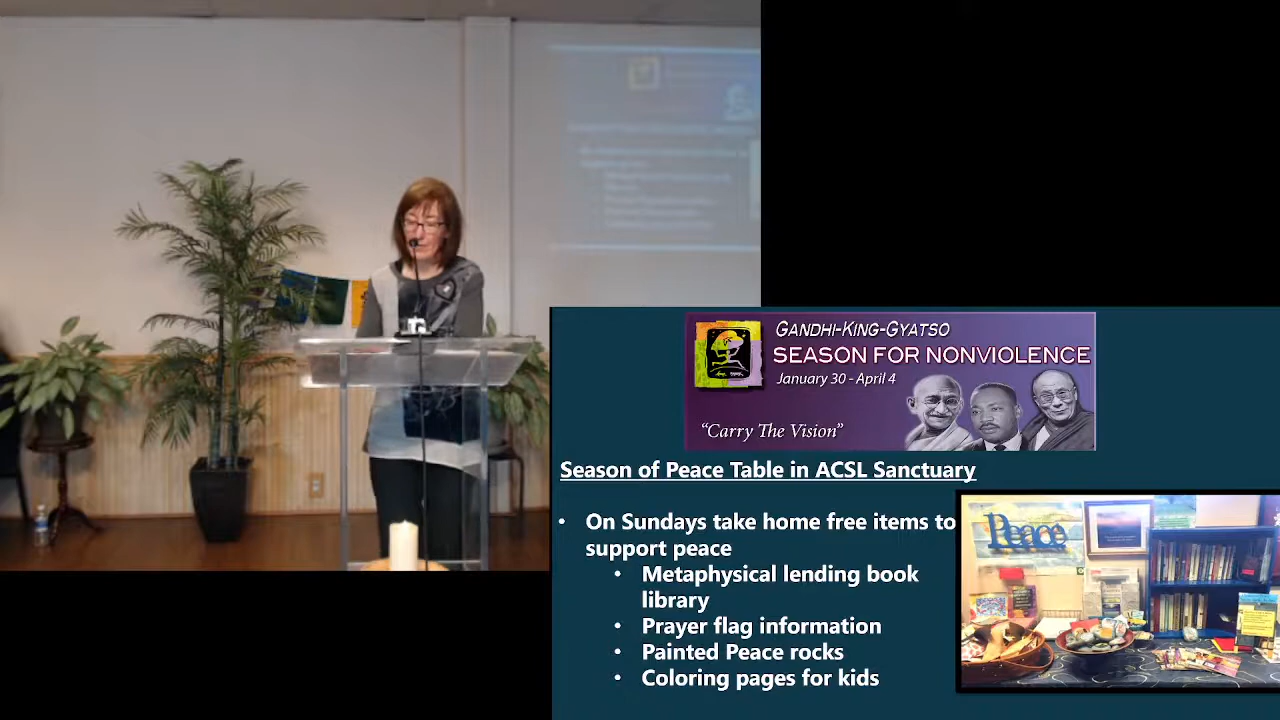 GANDHI-KING-GYATSO
SEASON FOR NONVIOLENCE
January 30 - April 4
"Carry The Vision"
Season of Peace Table in ACSL Sanctuary
• On Sundays take home free items to
support peace
• Metaphysical lending book
library
• Prayer flag information
• Painted Peace rocks
• Coloring pages for kids
Peace